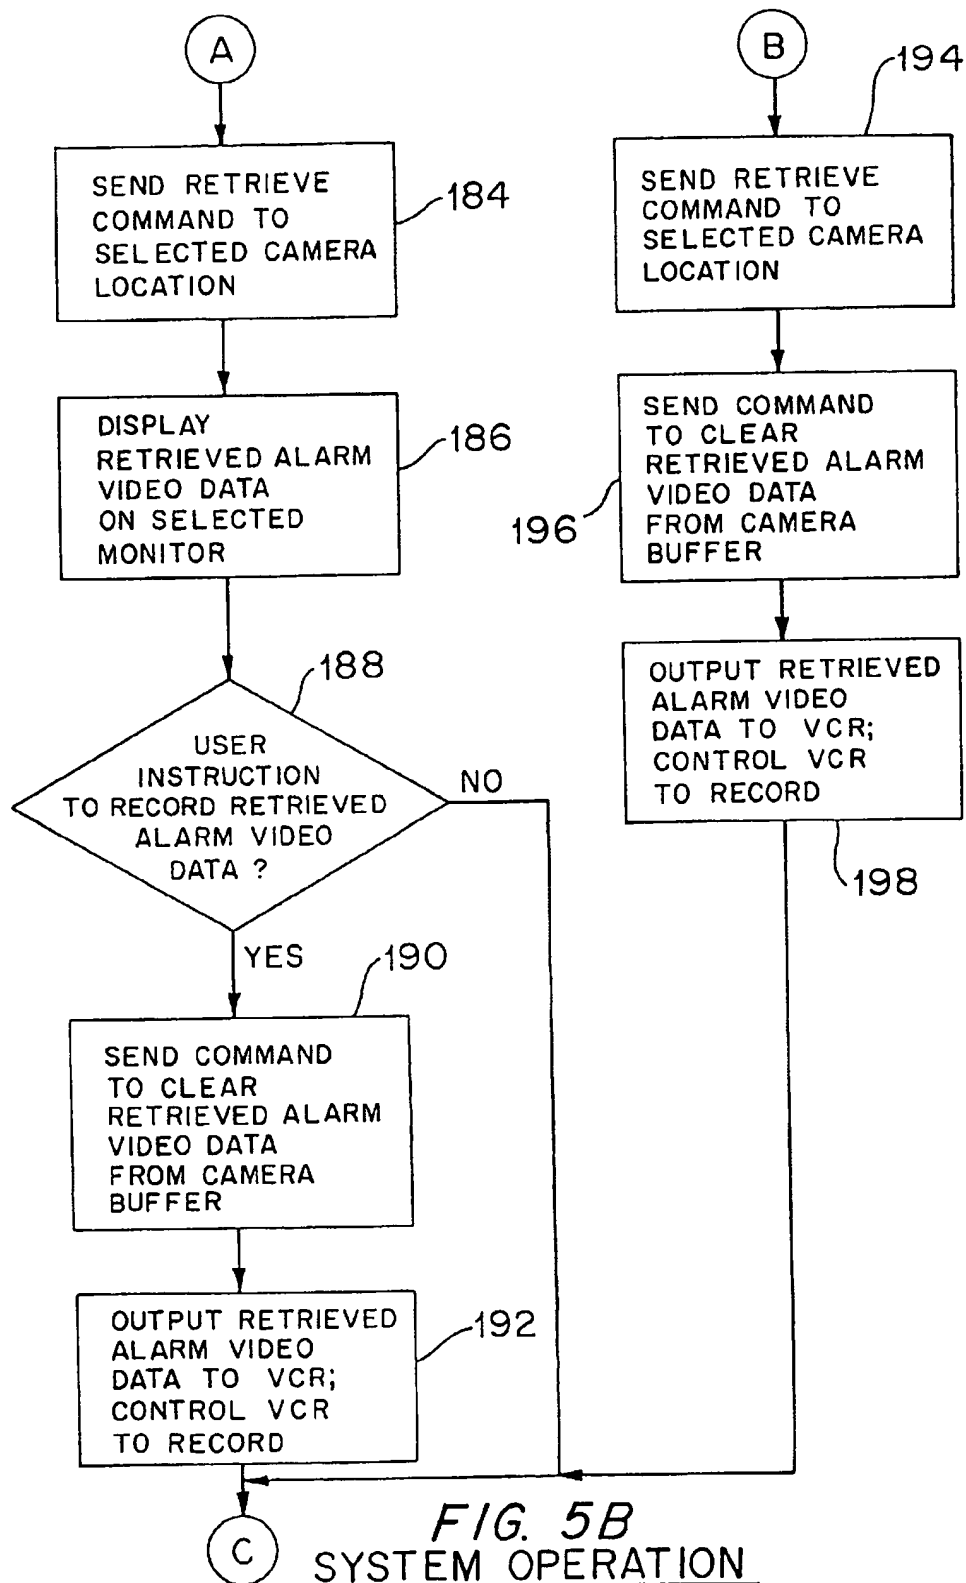 A
SEND RETRIEVE
COMMAND TO
SELECTED CAMERA
LOCATION
184
DISPLAY
RETRIEVED ALARM
VIDEO DATA
ON SELECTED
MONITOR
186
188
USER
INSTRUCTION
TO RECORD RETRIEVED
ALARM VIDEO
DATA ?
NO
YES
190
SEND COMMAND
TO CLEAR
RETRIEVED ALARM
VIDEO DATA
FROM CAMERA
BUFFER
OUTPUT RETRIEVED
ALARM VIDEO
DATA TO VCR;
CONTROL VCR
TO RECORD
192
B
194
SEND RETRIEVE
COMMAND TO
SELECTED CAMERA
LOCATION
SEND COMMAND
TO CLEAR
RETRIEVED ALARM
VIDEO DATA
FROM CAMERA
BUFFER
196
OUTPUT RETRIEVED
ALARM VIDEO
DATA TO VCR;
CONTROL VCR
TO RECORD
198
C
FIG. 5B
SYSTEM OPERATION